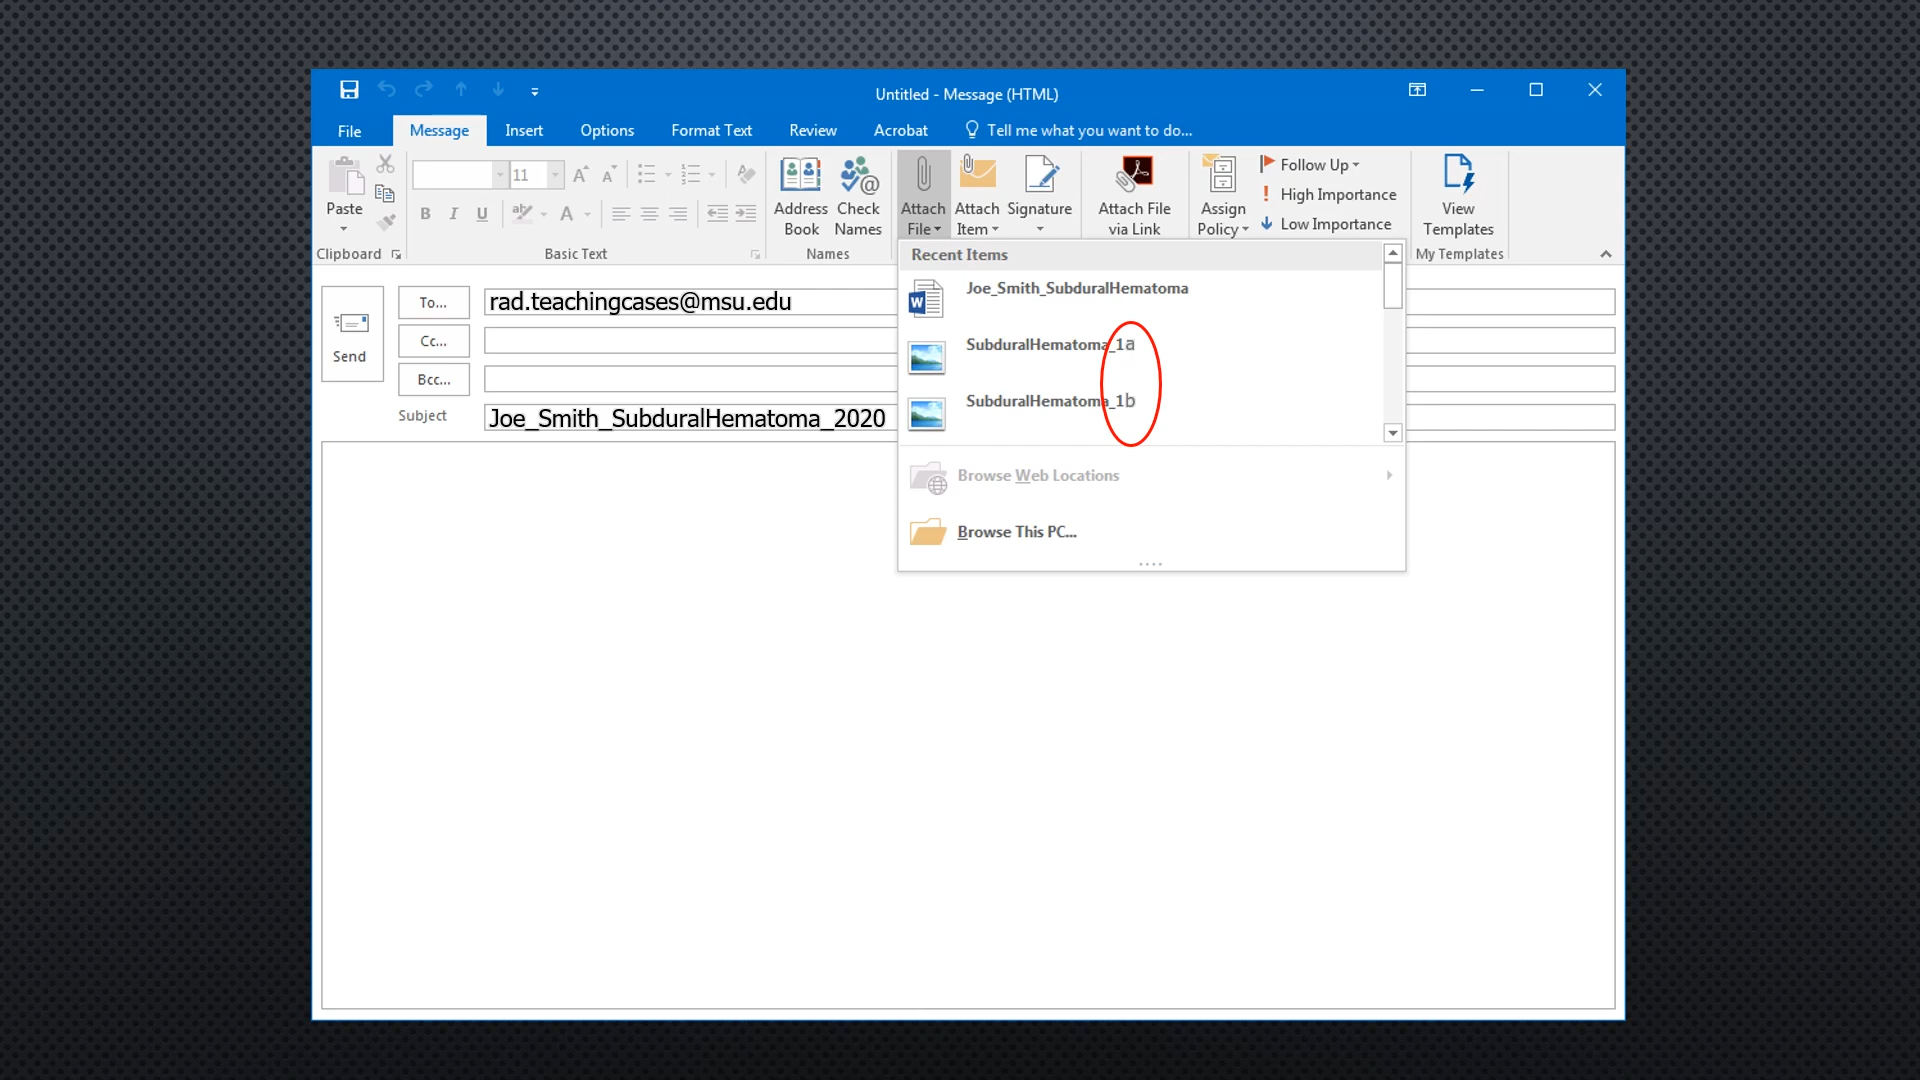 Untitled - Message (HTML)
File Message Insert Options Format Text Review Acrobat Tell me what you want to do...
Paste
Clipboard
11
B I U
Basic Text
Address Book
Check Names
Names
Attach File
Attach Item
Signature
Attach File via Link
Assign Policy
Follow Up
High Importance
Low Importance
View Templates
My Templates
Send
To...
rad.teachingcases@msu.edu
Cc...
Bcc...
Subject
Joe_Smith_SubduralHematoma_2020
Recent Items
Joe_Smith_SubduralHematoma
SubduralHematoma_1a
SubduralHematoma_1b
Browse Web Locations
Browse This PC...